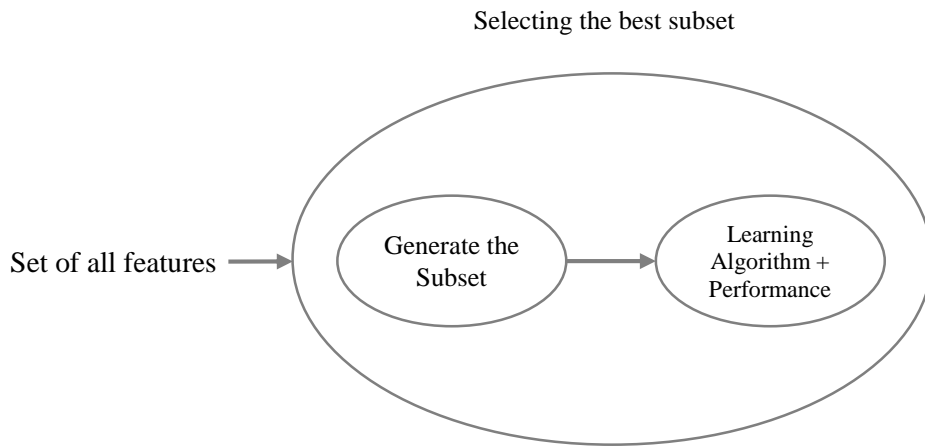 Selecting the best subset
Set of all features
Generate the
Subset
Learning
Algorithm +
Performance